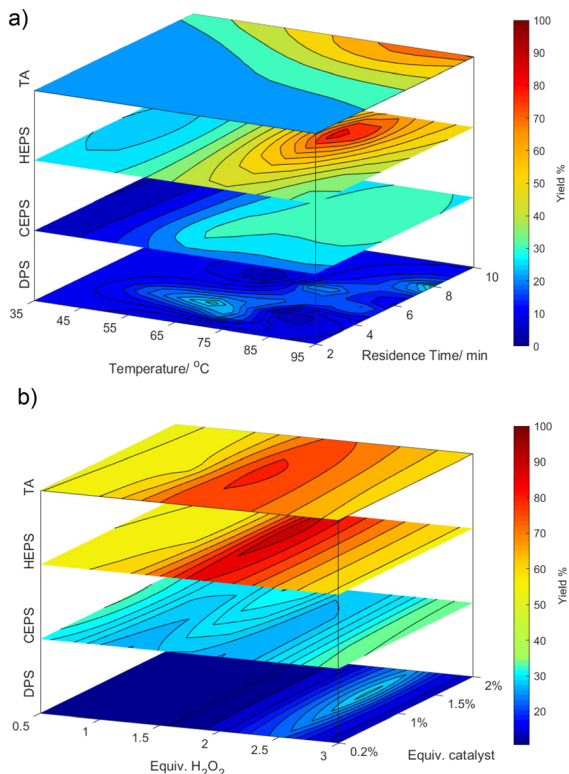 a)
TA
HEPS
CEPS
DPS
35
45
55
65
75
85
95
Temperature/ °C
2
4
6
8
10
Residence Time/ min
100
90
80
70
60
50
40
30
20
10
0
Yield %
b)
TA
HEPS
CEPS
DPS
0.5
1
1.5
2
2.5
3
Equiv. H₂O₂
0.2%
1%
1.5%
2%
Equiv. catalyst
100
90
80
70
60
50
40
30
20
Yield %